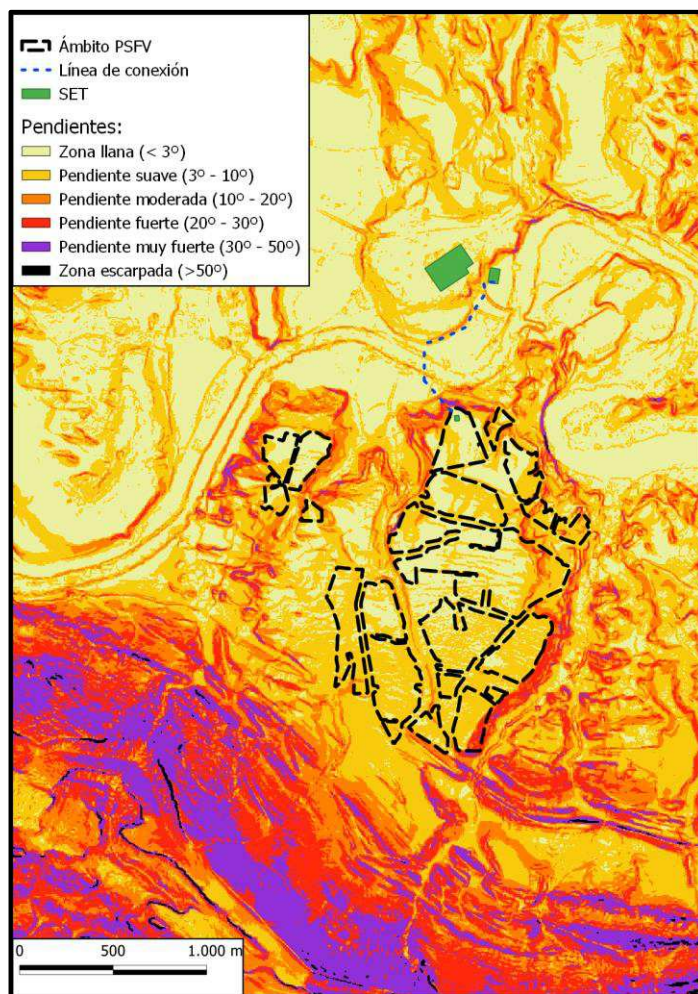 Ámbito PSFV
Línea de conexión
SET
Pendientes:
Zona llana (< 3º)
Pendiente suave (3º - 10º)
Pendiente moderada (10º - 20º)
Pendiente fuerte (20º - 30º)
Pendiente muy fuerte (30º - 50º)
Zona escarpada (>50º)
0 500 1.000 m